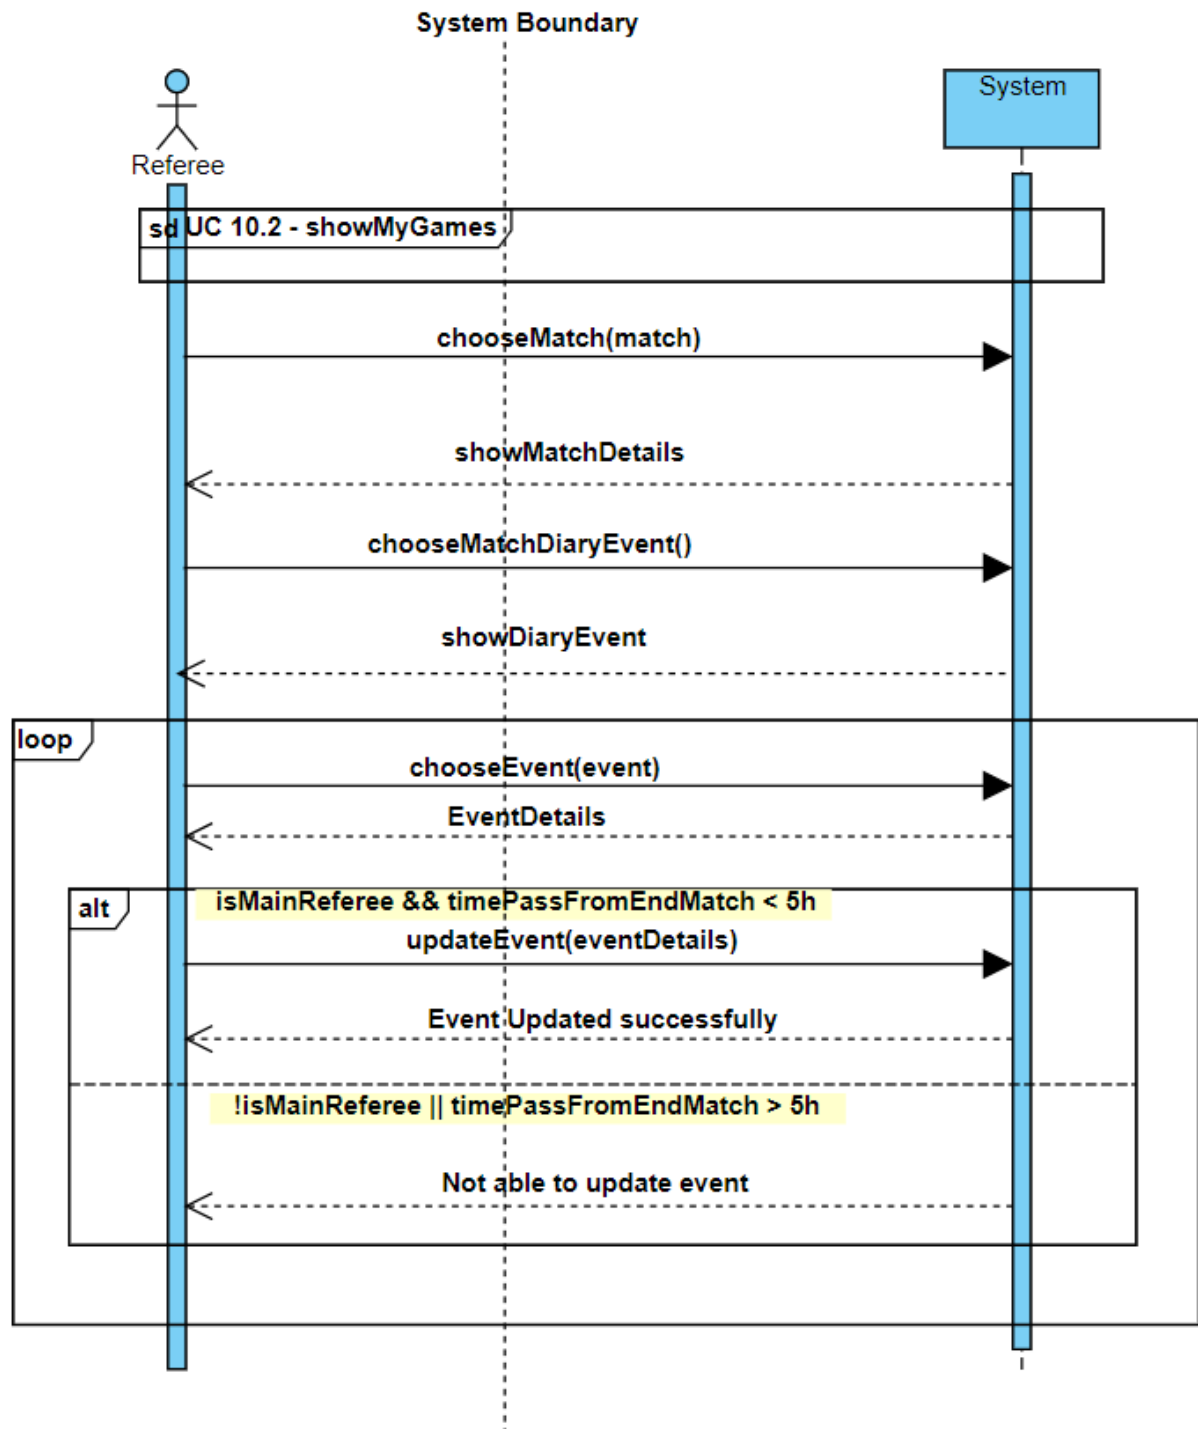 System Boundary
System
Referee
sd UC 10.2 - showMyGames
chooseMatch(match)
showMatchDetails
chooseMatchDiaryEvent()
showDiaryEvent
loop
chooseEvent(event)
EventDetails
alt
isMainReferee && timePassFromEndMatch < 5h
updateEvent(eventDetails)
Event Updated successfully
!isMainReferee || timePassFromEndMatch > 5h
Not able to update event